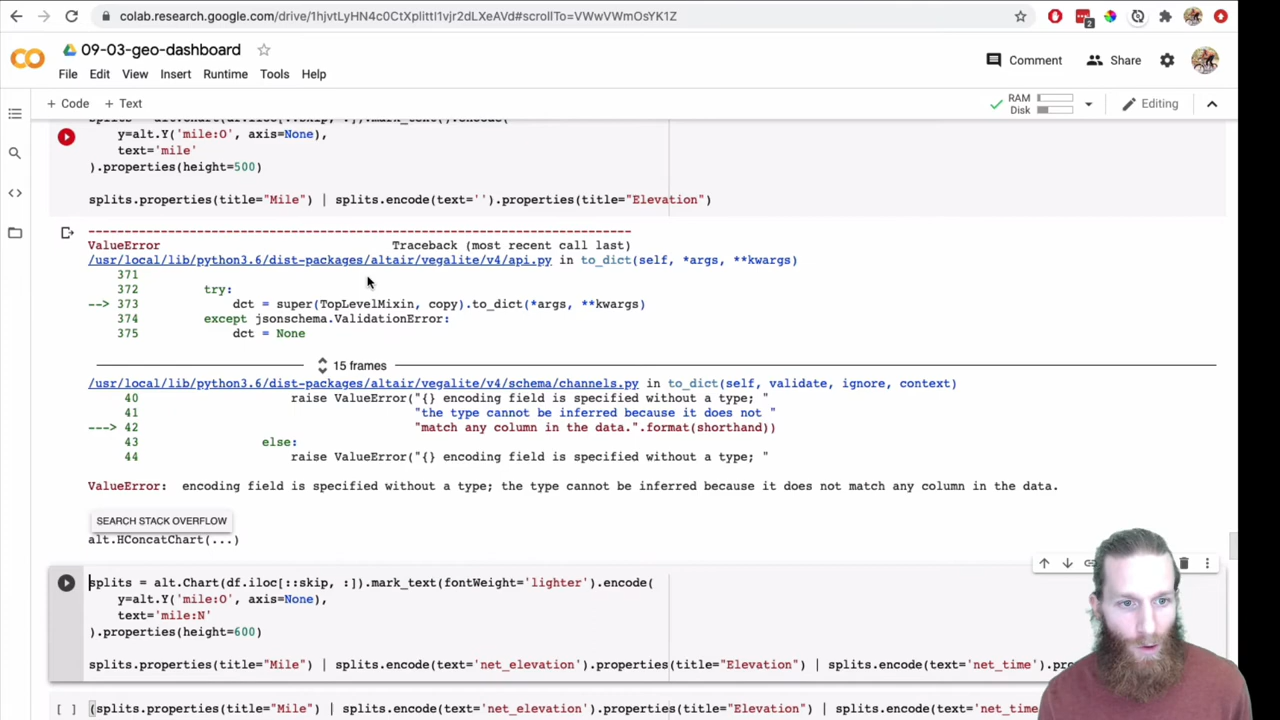 colab.research.google.com/drive/1hjvtLyHN4c0CtXplittI1vjr2dLXeAVd#scrollTo=VWwVWmOsYK1Z
2
09-03-geo-dashboard
File Edit View Insert Runtime Tools Help
Comment
Share
+ Code + Text
RAM
Disk
Editing
splits = alt.Chart(df.iloc[::skip, :]).mark_text().encode(
y=alt.Y('mile:O', axis=None),
text='mile'
).properties(height=500)
splits.properties(title="Mile") | splits.encode(text='').properties(title="Elevation")
---------------------------------------------------------------------------
ValueError Traceback (most recent call last)
/usr/local/lib/python3.6/dist-packages/altair/vegalite/v4/api.py in to_dict(self, *args, **kwargs)
371
372 try:
--> 373 dct = super(TopLevelMixin, copy).to_dict(*args, **kwargs)
374 except jsonschema.ValidationError:
375 dct = None
15 frames
/usr/local/lib/python3.6/dist-packages/altair/vegalite/v4/schema/channels.py in to_dict(self, validate, ignore, context)
40 raise ValueError("{} encoding field is specified without a type; "
41 "the type cannot be inferred because it does not "
---> 42 "match any column in the data.".format(shorthand))
43 else:
44 raise ValueError("{} encoding field is specified without a type; "
ValueError: encoding field is specified without a type; the type cannot be inferred because it does not match any column in the data.
SEARCH STACK OVERFLOW
alt.HConcatChart(...)
splits = alt.Chart(df.iloc[::skip, :]).mark_text(fontWeight='lighter').encode(
y=alt.Y('mile:O', axis=None),
text='mile:N'
).properties(height=600)
splits.properties(title="Mile") | splits.encode(text='net_elevation').properties(title="Elevation") | splits.encode(text='net_time').pr
[ ] (splits.properties(title="Mile") | splits.encode(text='net_elevation').properties(title="Elevation") | splits.encode(text='net_time